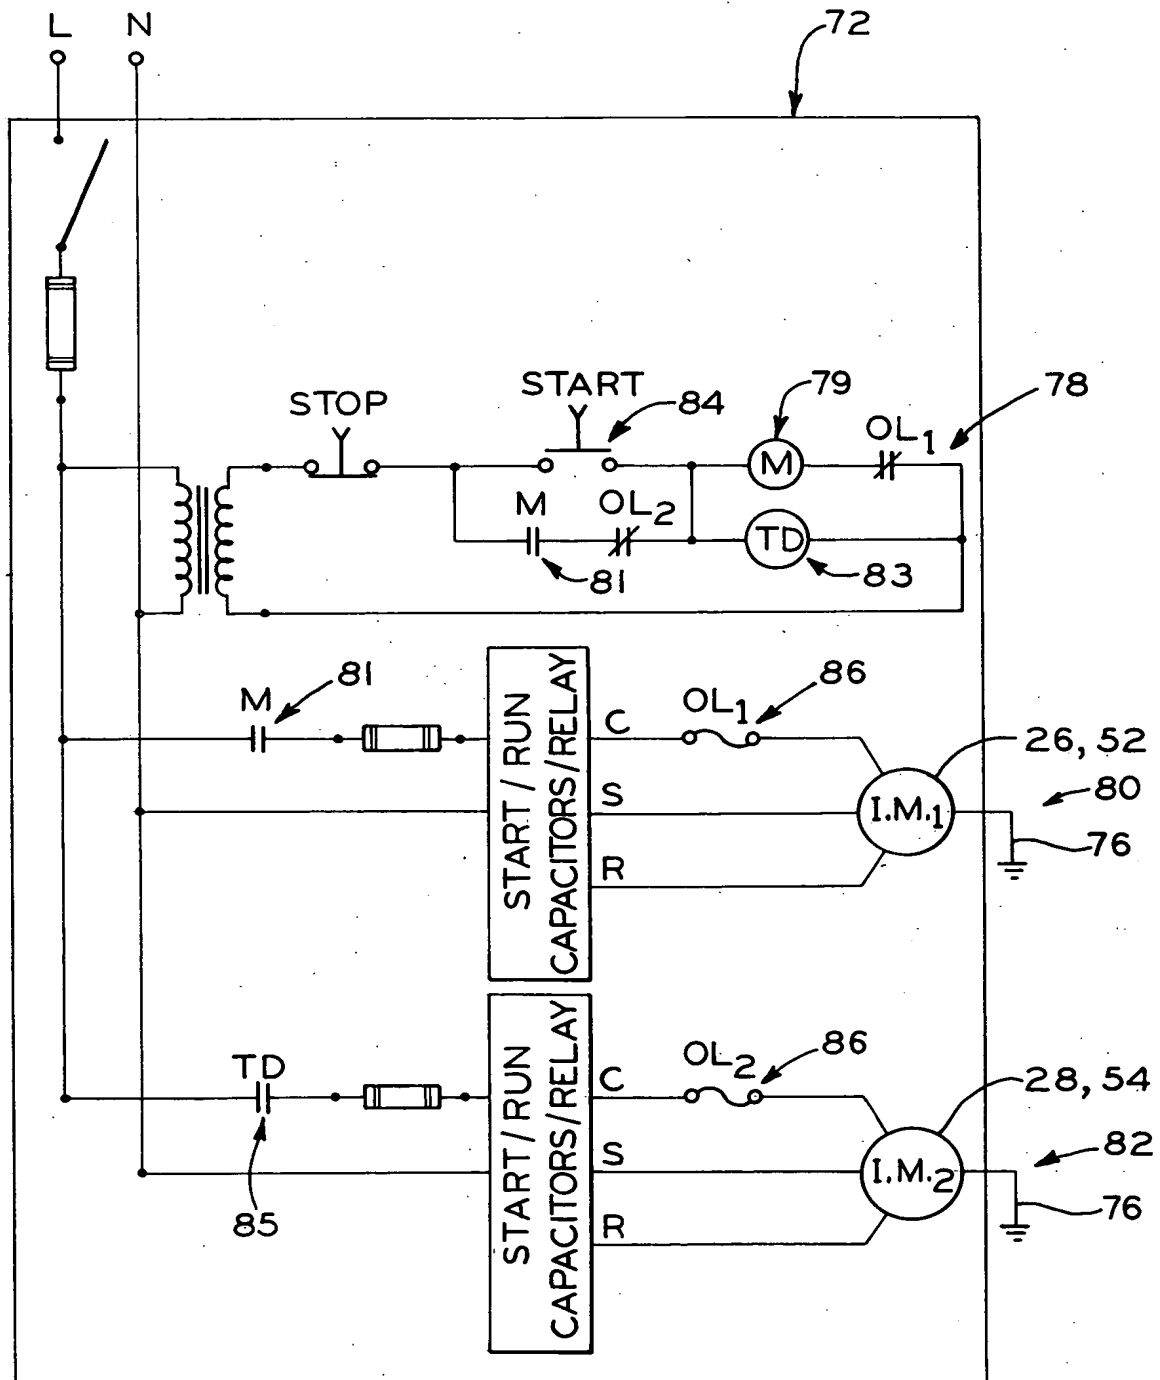 L N
72
STOP
START
84
79
78
M
OL1
M
OL2
81
TD
83
M
81
START/RUN
CAPACITORS/RELAY
C
S
R
OL1
86
I.M.1
26, 52
80
76
TD
85
START/RUN
CAPACITORS/RELAY
C
S
R
OL2
86
I.M.2
28, 54
82
76